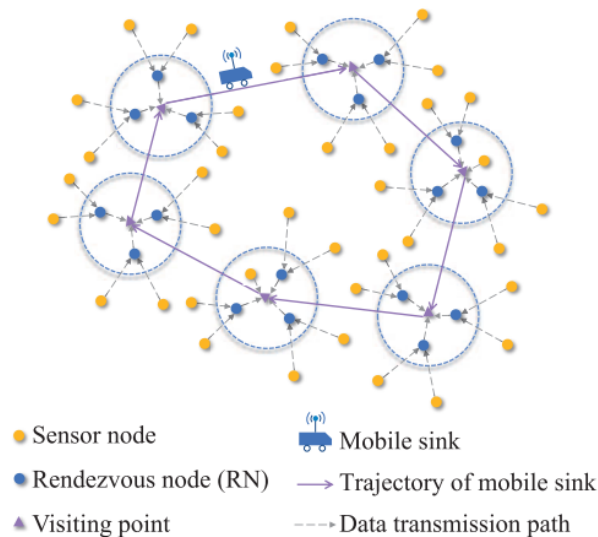 Sensor node
Mobile sink
Rendezvous node (RN)
Trajectory of mobile sink
Visiting point
Data transmission path